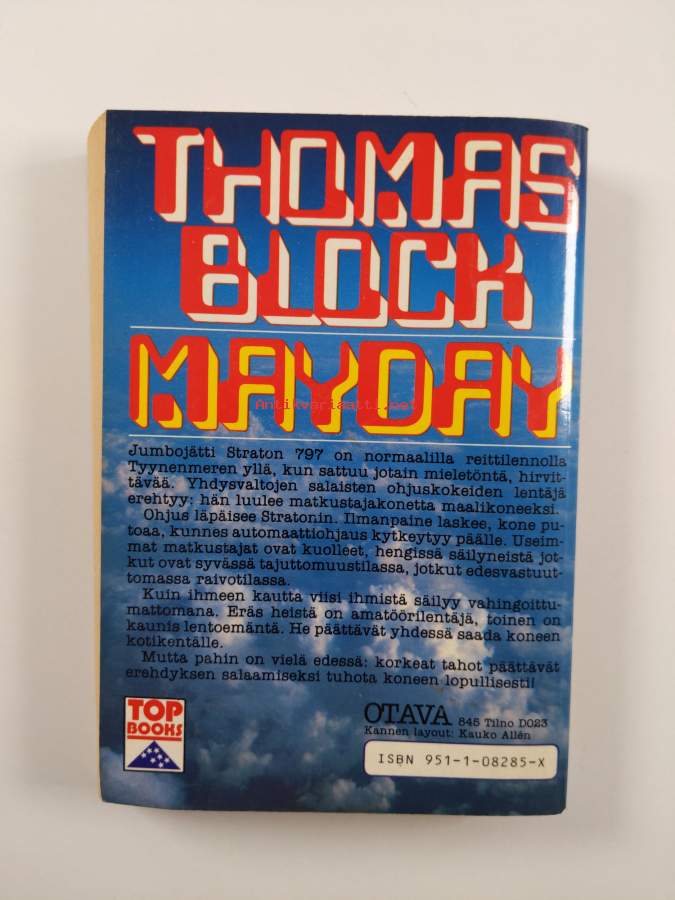 THOMAS
BLOCK
MAYDAY
Antikvariaatti.net
Jumbojätti Straton 797 on normaalilla reittilennolla
Tyynenmeren yllä, kun sattuu jotain mieletöntä, hirvit-
tävää. Yhdysvaltojen salaisten ohjuskokeiden lentäjä
erehtyy: hän luulee matkustajakonetta maalikoneeksi.
Ohjus läpäisee Stratonin. Ilmanpaine laskee, kone pu-
toaa, kunnes automaattiohjaus kytkeytyy päälle. Useim-
mat matkustajat ovat kuolleet, hengissä säilyneistä jot-
kut ovat syvässä tajuttomuustilassa, jotkut edesvastuut-
tomassa raivotilassa.
Kuin ihmeen kautta viisi ihmistä säilyy vahingoittu-
mattomana. Eräs heistä on amatöörilentäjä, toinen on
kaunis lentoemäntä. He päättävät yhdessä saada koneen
kotikentälle.
Mutta pahin on vielä edessä: korkeat tahot päättävät
erehdyksen salaamiseksi tuhota koneen lopullisesti!
TOP
BOOKS
OTAVA 845 Tilno D023
Kannen layout: Kauko Allén
ISBN 951-1-08285-X